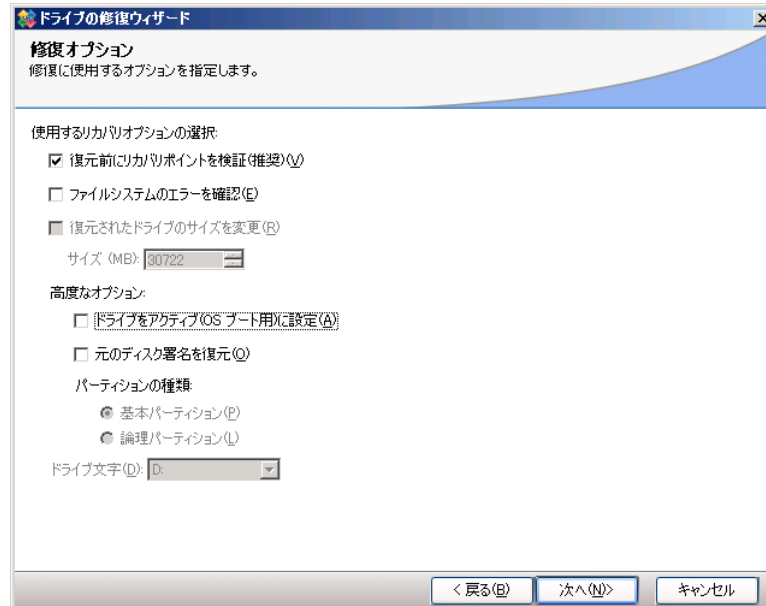 ドライブの修復ウィザード
修復オプション
修復に使用するオプションを指定します。
使用するリカバリオプションの選択:
復元前にリカバリポイントを検証(推奨)(V)
ファイルシステムのエラーを確認(E)
復元されたドライブのサイズを変更(R)
サイズ (MB): 30722
高度なオプション:
ドライブをアクティブ(OS ブート用)に設定(A)
元のディスク署名を復元(O)
パーティションの種類:
基本パーティション(P)
論理パーティション(L)
ドライブ文字(D): D:
< 戻る(B) 次へ(N)> キャンセル